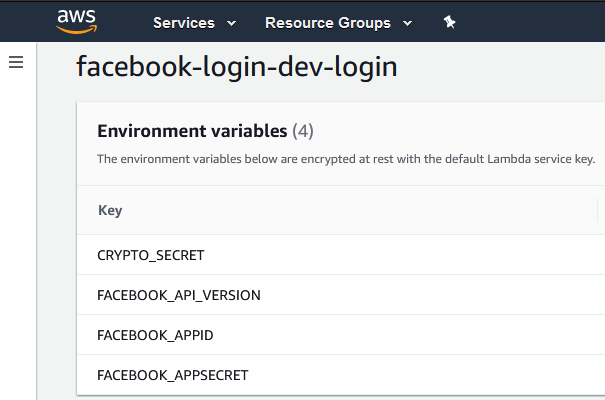 aws
Services
Resource Groups
facebook-login-dev-login
Environment variables (4)
The environment variables below are encrypted at rest with the default Lambda service key.
Key
CRYPTO_SECRET
FACEBOOK_API_VERSION
FACEBOOK_APPID
FACEBOOK_APPSECRET